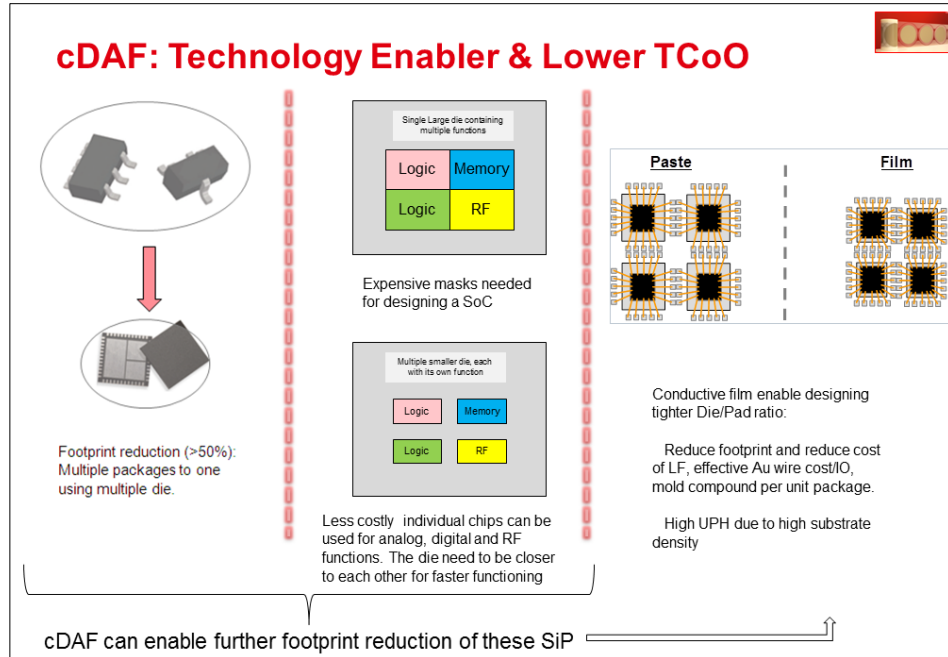 cDAF: Technology Enabler & Lower TCoO
Footprint reduction (>50%):
Multiple packages to one
using multiple die.
Single Large die containing
multiple functions
Logic
Memory
Logic
RF
Expensive masks needed
for designing a SoC
Multiple smaller die, each
with its own function
Logic
Memory
Logic
RF
Less costly individual chips can be
used for analog, digital and RF
functions. The die need to be closer
to each other for faster functioning
Paste
Film
Conductive film enable designing
tighter Die/Pad ratio:
Reduce footprint and reduce cost
of LF, effective Au wire cost/IO,
mold compound per unit package.
High UPH due to high substrate
density
cDAF can enable further footprint reduction of these SiP